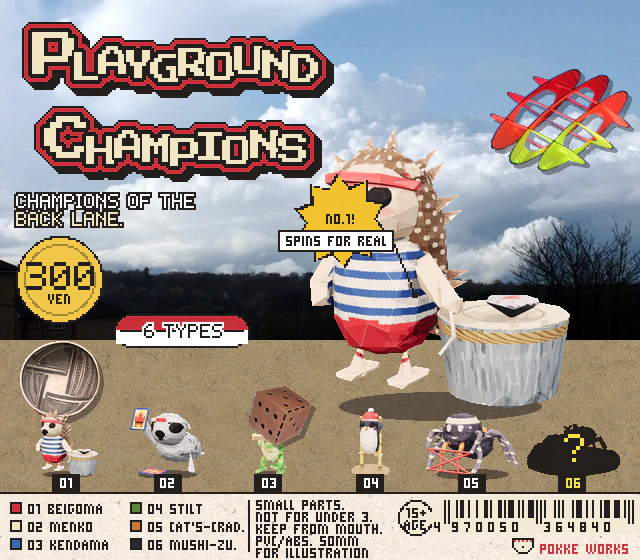 PLAYGROUND
CHAMPIONS
CHAMPIONS OF THE
BACK LANE.
300
YEN
6 TYPES
NO.1!
SPINS FOR REAL
01
02
03
04
05
?
06
01 BEIGOMA
02 MENKO
03 KENDAMA
04 STILT
05 CAT'S-CRAD.
06 MUSHI-ZU.
SMALL PARTS.
NOT FOR UNDER 3.
KEEP FROM MOUTH.
PVC/ABS. 50MM
FOR ILLUSTRATION
15+
AGE
4 970050 364840
POKKE WORKS